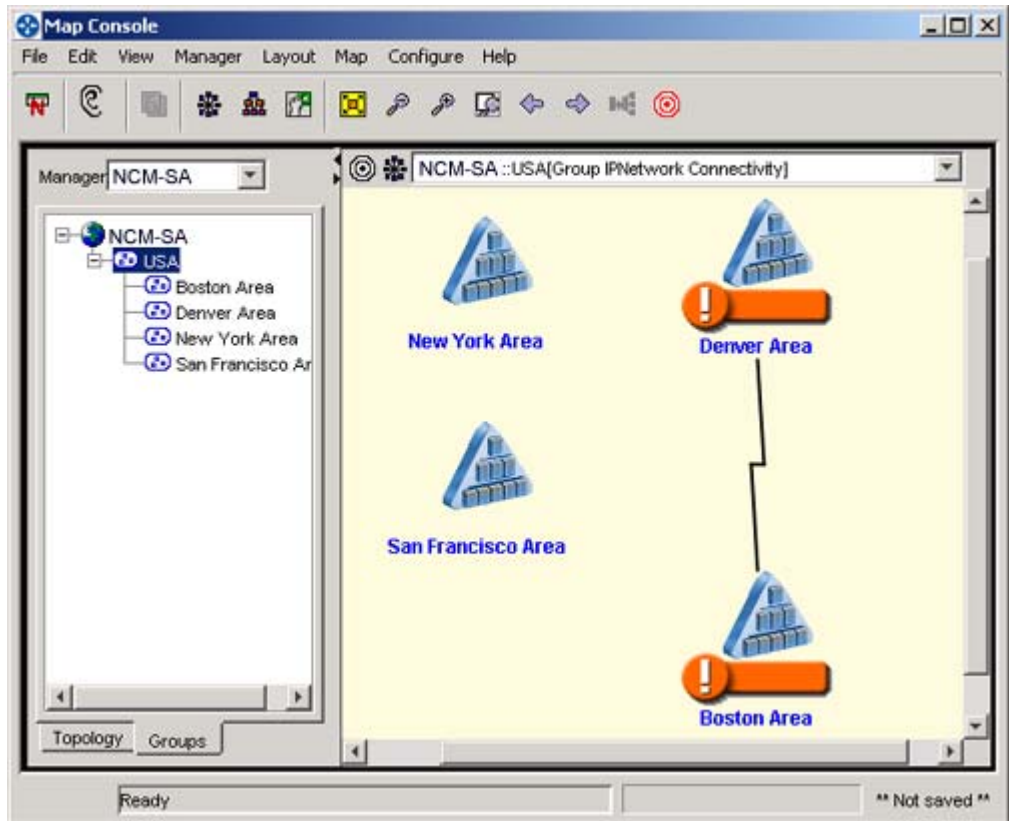 Map Console
File Edit View Manager Layout Map Configure Help
Manager NCM-SA
NCM-SA :: USA[Group IPNetwork Connectivity]
NCM-SA
USA
Boston Area
Denver Area
New York Area
San Francisco Ar
New York Area
Denver Area
San Francisco Area
Boston Area
Topology Groups
Ready
** Not saved **